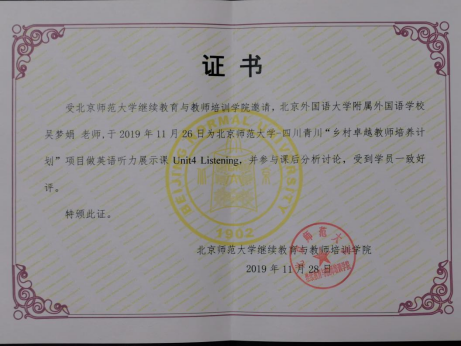 证 书
受北京师范大学继续教育与教师培训学院邀请，北京外国语大学附属外国语学校
吴梦娟 老师，于 2019 年 11 月 26 日为北京师范大学-四川青川“乡村卓越教师培养计
划”项目做英语听力展示课 Unit4 Listening，并参与课后分析讨论，受到学员一致好
评。
特颁此证。
BEIJING NORMAL UNIVERSITY
1902
北京师范大学继续教育与教师培训学院
2019 年 11 月 28 日